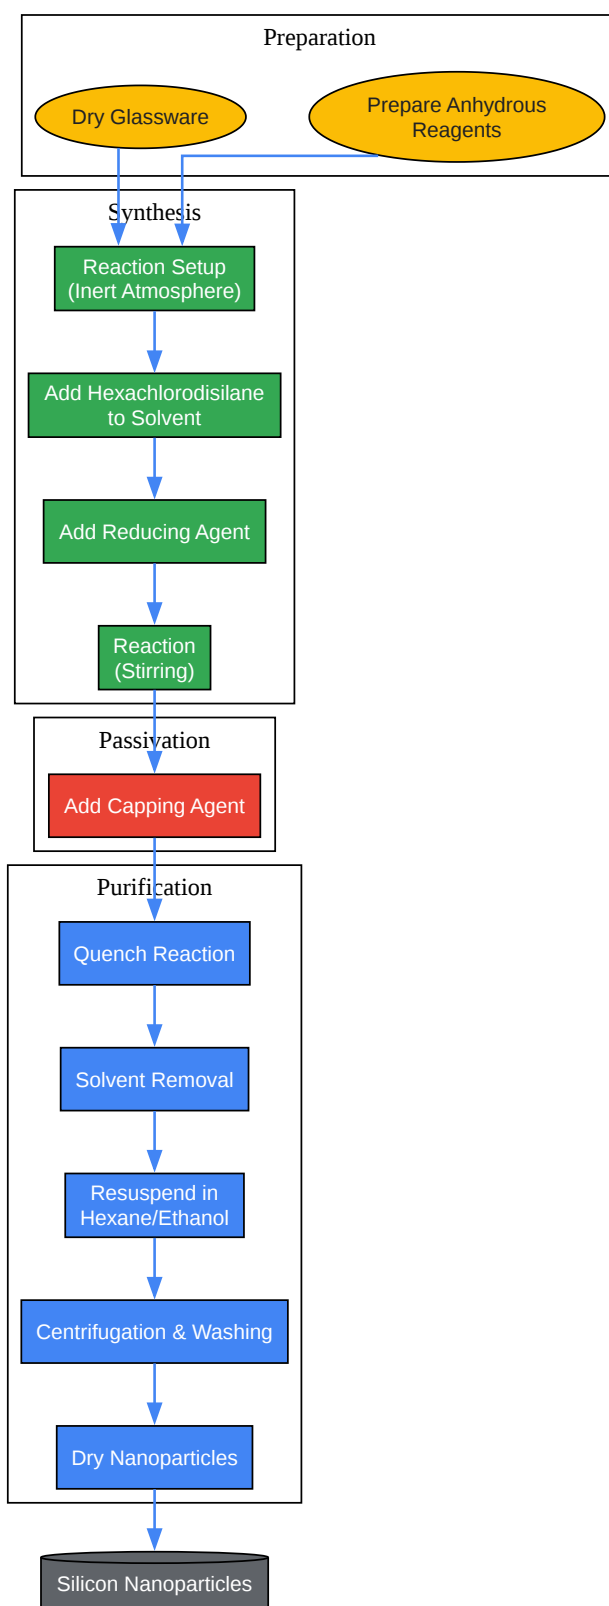 Preparation
Dry Glassware
Prepare Anhydrous
Reagents
Synthesis
Reaction Setup
(Inert Atmosphere)
Add Hexachlorodisilane
to Solvent
Add Reducing Agent
Reaction
(Stirring)
Passivation
Add Capping Agent
Purification
Quench Reaction
Solvent Removal
Resuspend in
Hexane/Ethanol
Centrifugation & Washing
Dry Nanoparticles
Silicon Nanoparticles